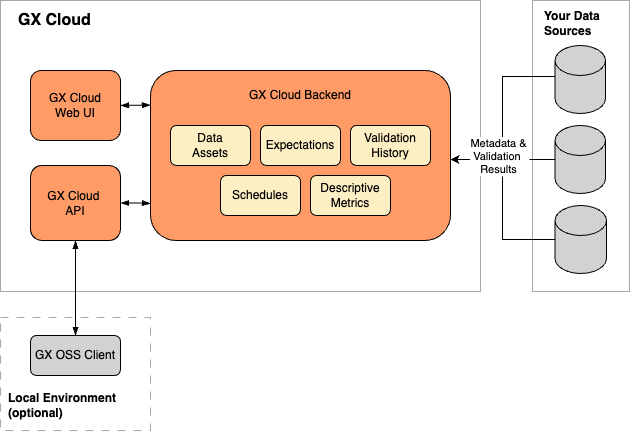 GX Cloud
Your Data
Sources
GX Cloud
Web UI
GX Cloud Backend
Data
Assets
Expectations
Validation
History
Schedules
Descriptive
Metrics
Metadata &
Validation
Results
GX Cloud
API
GX OSS Client
Local Environment
(optional)